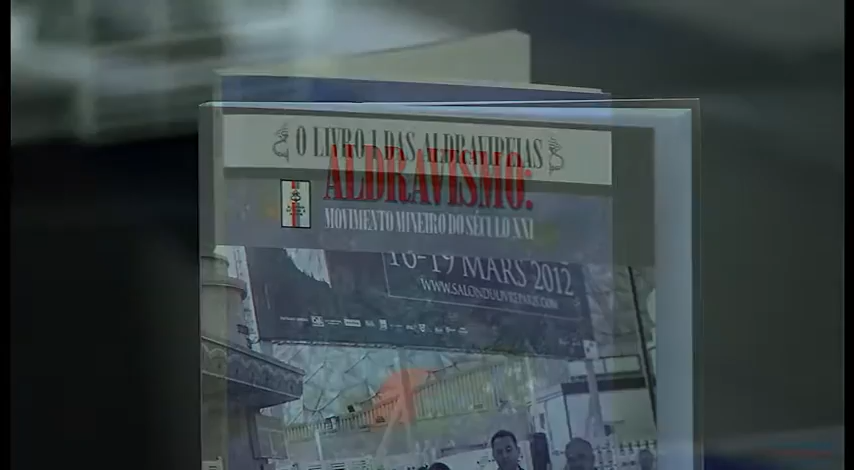 O LIVRO I DAS ALDRAVIPEIAS
ALDRAVISMO:
MOVIMENTO MINEIRO DO SÉCULO XXI
16-19 MARS 2012
WWW.SALONDULIVREPARIS.COM